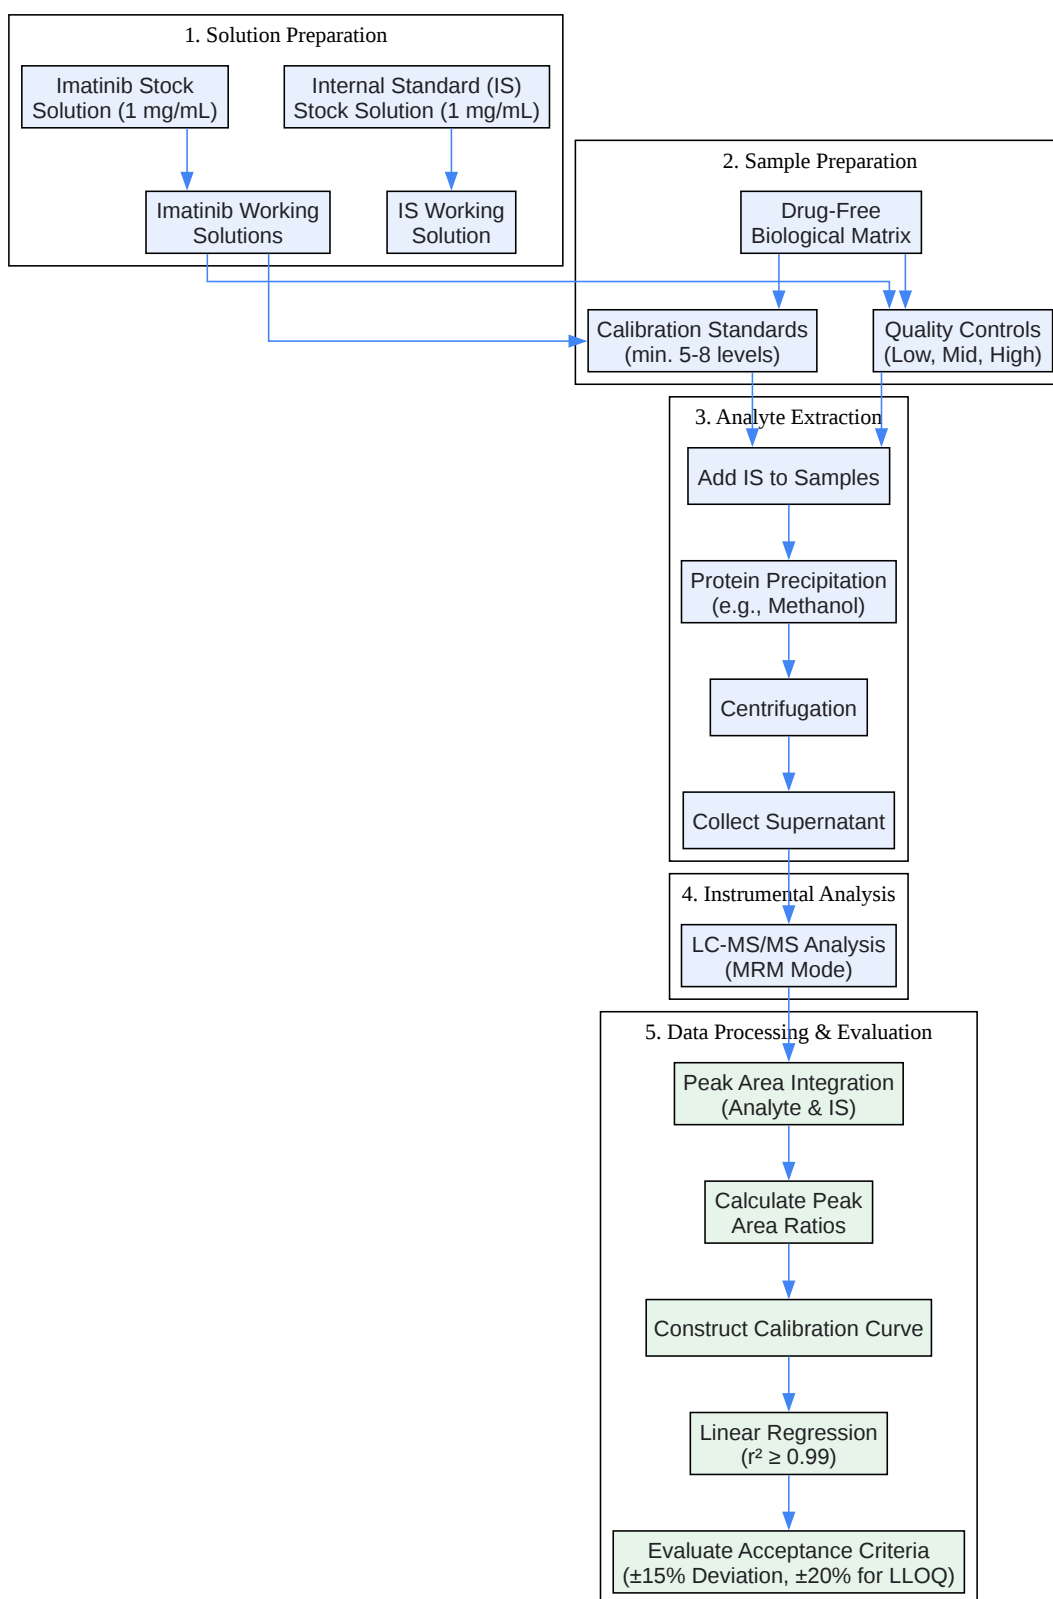 1. Solution Preparation
Imatinib Stock
Solution (1 mg/mL)
Internal Standard (IS)
Stock Solution (1 mg/mL)
Imatinib Working
Solutions
IS Working
Solution
2. Sample Preparation
Drug-Free
Biological Matrix
Calibration Standards
(min. 5-8 levels)
Quality Controls
(Low, Mid, High)
3. Analyte Extraction
Add IS to Samples
Protein Precipitation
(e.g., Methanol)
Centrifugation
Collect Supernatant
4. Instrumental Analysis
LC-MS/MS Analysis
(MRM Mode)
5. Data Processing & Evaluation
Peak Area Integration
(Analyte & IS)
Calculate Peak
Area Ratios
Construct Calibration Curve
Linear Regression
(r² ≥ 0.99)
Evaluate Acceptance Criteria
(±15% Deviation, ±20% for LLOQ)